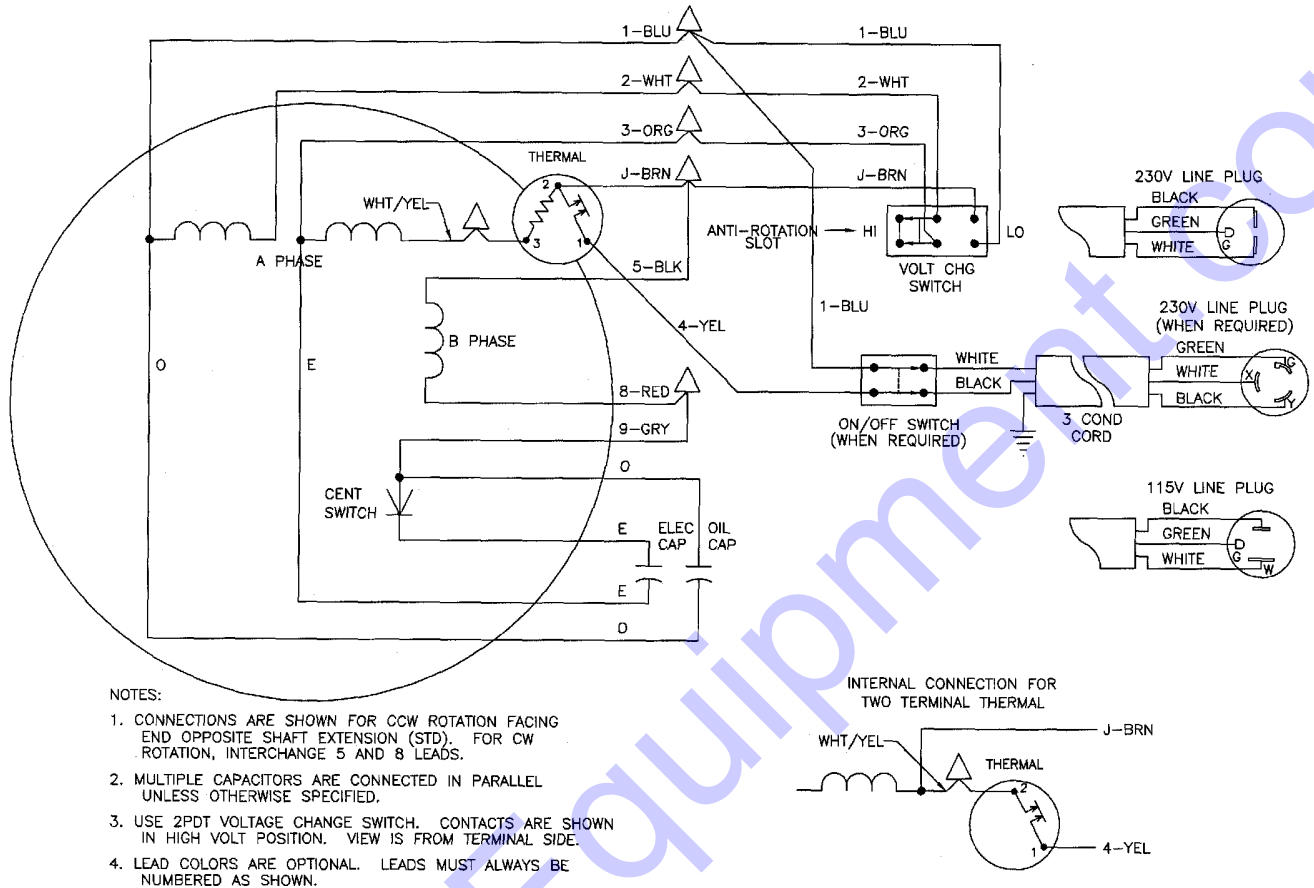 1-BLU
1-BLU
2-WHT
2-WHT
3-ORG
3-ORG
THERMAL
J-BRN
J-BRN
2
3
1
WHT/YEL
A PHASE
ANTI-ROTATION
SLOT
HI
LO
VOLT CHG
SWITCH
5-BLK
1-BLU
4-YEL
B PHASE
O
E
8-RED
9-GRY
O
CENT
SWITCH
E
ELEC
CAP
OIL
CAP
E
O
WHITE
BLACK
ON/OFF SWITCH
(WHEN REQUIRED)
3 COND
CORD
230V LINE PLUG
BLACK
GREEN
WHITE
G
230V LINE PLUG
(WHEN REQUIRED)
GREEN
WHITE
BLACK
G
X
Y
115V LINE PLUG
BLACK
GREEN
WHITE
G
W
NOTES:
1. CONNECTIONS ARE SHOWN FOR CCW ROTATION FACING
END OPPOSITE SHAFT EXTENSION (STD). FOR CW
ROTATION, INTERCHANGE 5 AND 8 LEADS.
2. MULTIPLE CAPACITORS ARE CONNECTED IN PARALLEL
UNLESS OTHERWISE SPECIFIED.
3. USE 2PDT VOLTAGE CHANGE SWITCH. CONTACTS ARE SHOWN
IN HIGH VOLT POSITION. VIEW IS FROM TERMINAL SIDE.
4. LEAD COLORS ARE OPTIONAL. LEADS MUST ALWAYS BE
NUMBERED AS SHOWN.
INTERNAL CONNECTION FOR
TWO TERMINAL THERMAL
J-BRN
WHT/YEL
THERMAL
2
1
4-YEL
-Equipment.co